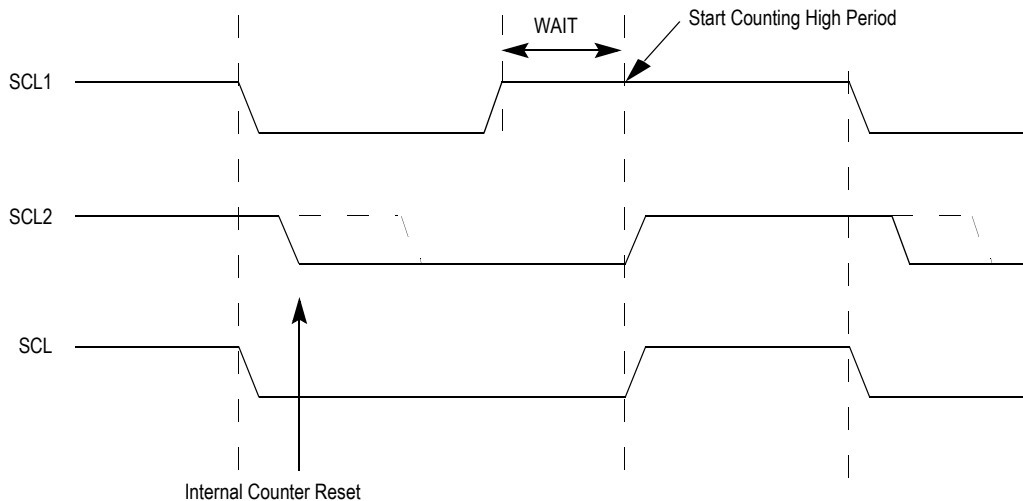 Start Counting High Period
WAIT
SCL1
SCL2
SCL
Internal Counter Reset